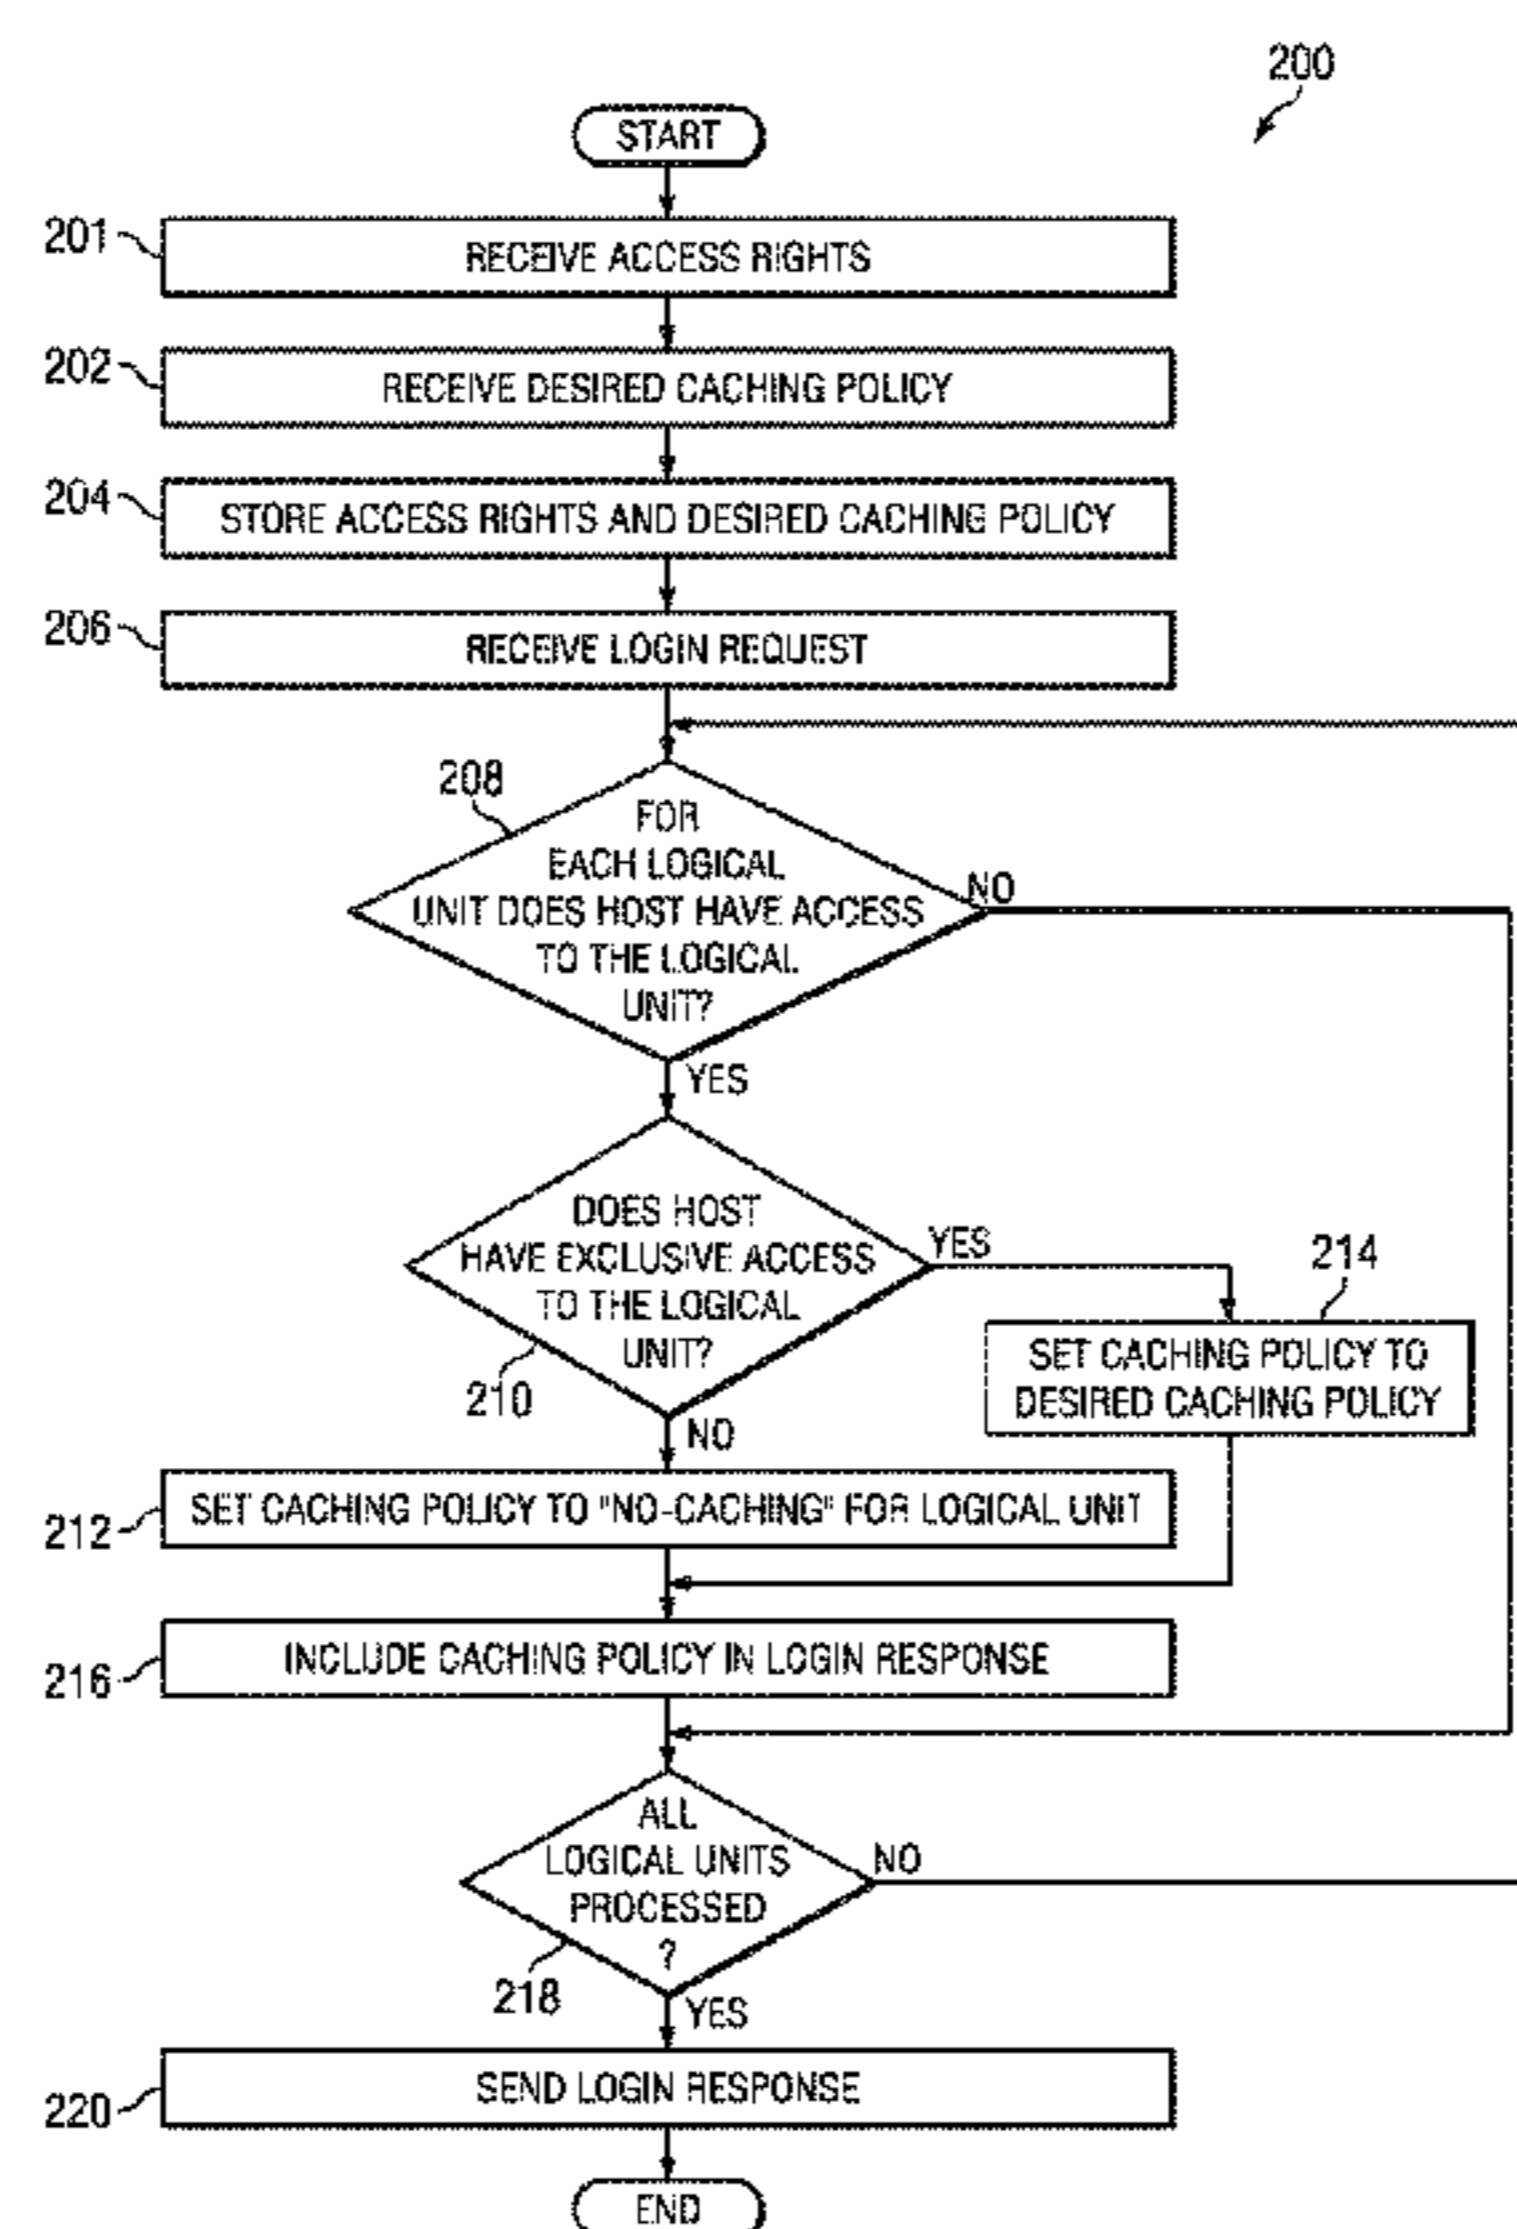 200
START
201
RECEIVE ACCESS RIGHTS
202
RECEIVE DESIRED CACHING POLICY
204
STORE ACCESS RIGHTS AND DESIRED CACHING POLICY
206
RECEIVE LOGIN REQUEST
208
FOR
EACH LOGICAL
UNIT DOES HOST HAVE ACCESS
TO THE LOGICAL
UNIT?
NO
YES
DOES HOST
HAVE EXCLUSIVE ACCESS
TO THE LOGICAL
UNIT?
YES
210
NO
214
SET CACHING POLICY TO
DESIRED CACHING POLICY
212
SET CACHING POLICY TO "NO-CACHING" FOR LOGICAL UNIT
216
INCLUDE CACHING POLICY IN LOGIN RESPONSE
ALL
LOGICAL UNITS
PROCESSED
?
NO
218
YES
220
SEND LOGIN RESPONSE
END